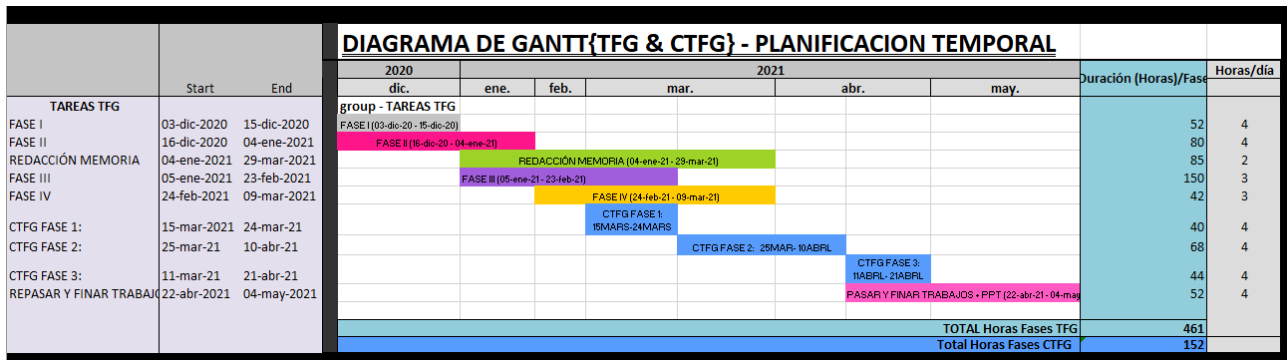 DIAGRAMA DE GANTT{TFG & CTFG} - PLANIFICACION TEMPORAL
2020 2021 Duración (Horas)/Fase Horas/día
Start End dic. ene. feb. mar. abr. may.
TAREAS TFG group - TAREAS TFG
FASE I 03-dic-2020 15-dic-2020 FASE I (03-dic-20 - 15-dic-20) 52 4
FASE II 16-dic-2020 04-ene-2021 FASE II (16-dic-20 - 04-ene-21) 80 4
REDACCIÓN MEMORIA 04-ene-2021 29-mar-2021 REDACCIÓN MEMORIA (04-ene-21 - 29-mar-21) 85 2
FASE III 05-ene-2021 23-feb-2021 FASE III (05-ene-21 - 23-feb-21) 150 3
FASE IV 24-feb-2021 09-mar-2021 FASE IV (24-feb-21 - 09-mar-21) 42 3
CTFG FASE 1:
15MARS-24MARS
CTFG FASE 1: 15-mar-2021 24-mar-21 40 4
CTFG FASE 2: 25-mar-21 10-abr-21 CTFG FASE 2: 25MAR- 10ABRL 68 4
CTFG FASE 3:
11ABRL- 21ABRL
CTFG FASE 3: 11-mar-21 21-abr-21 44 4
REPASAR Y FINAR TRABAJO 22-abr-2021 04-may-2021 PASAR Y FINAR TRABAJOS + PPT (22-abr-21 - 04-may 52 4
TOTAL Horas Fases TFG 461
Total Horas Fases CTFG 152